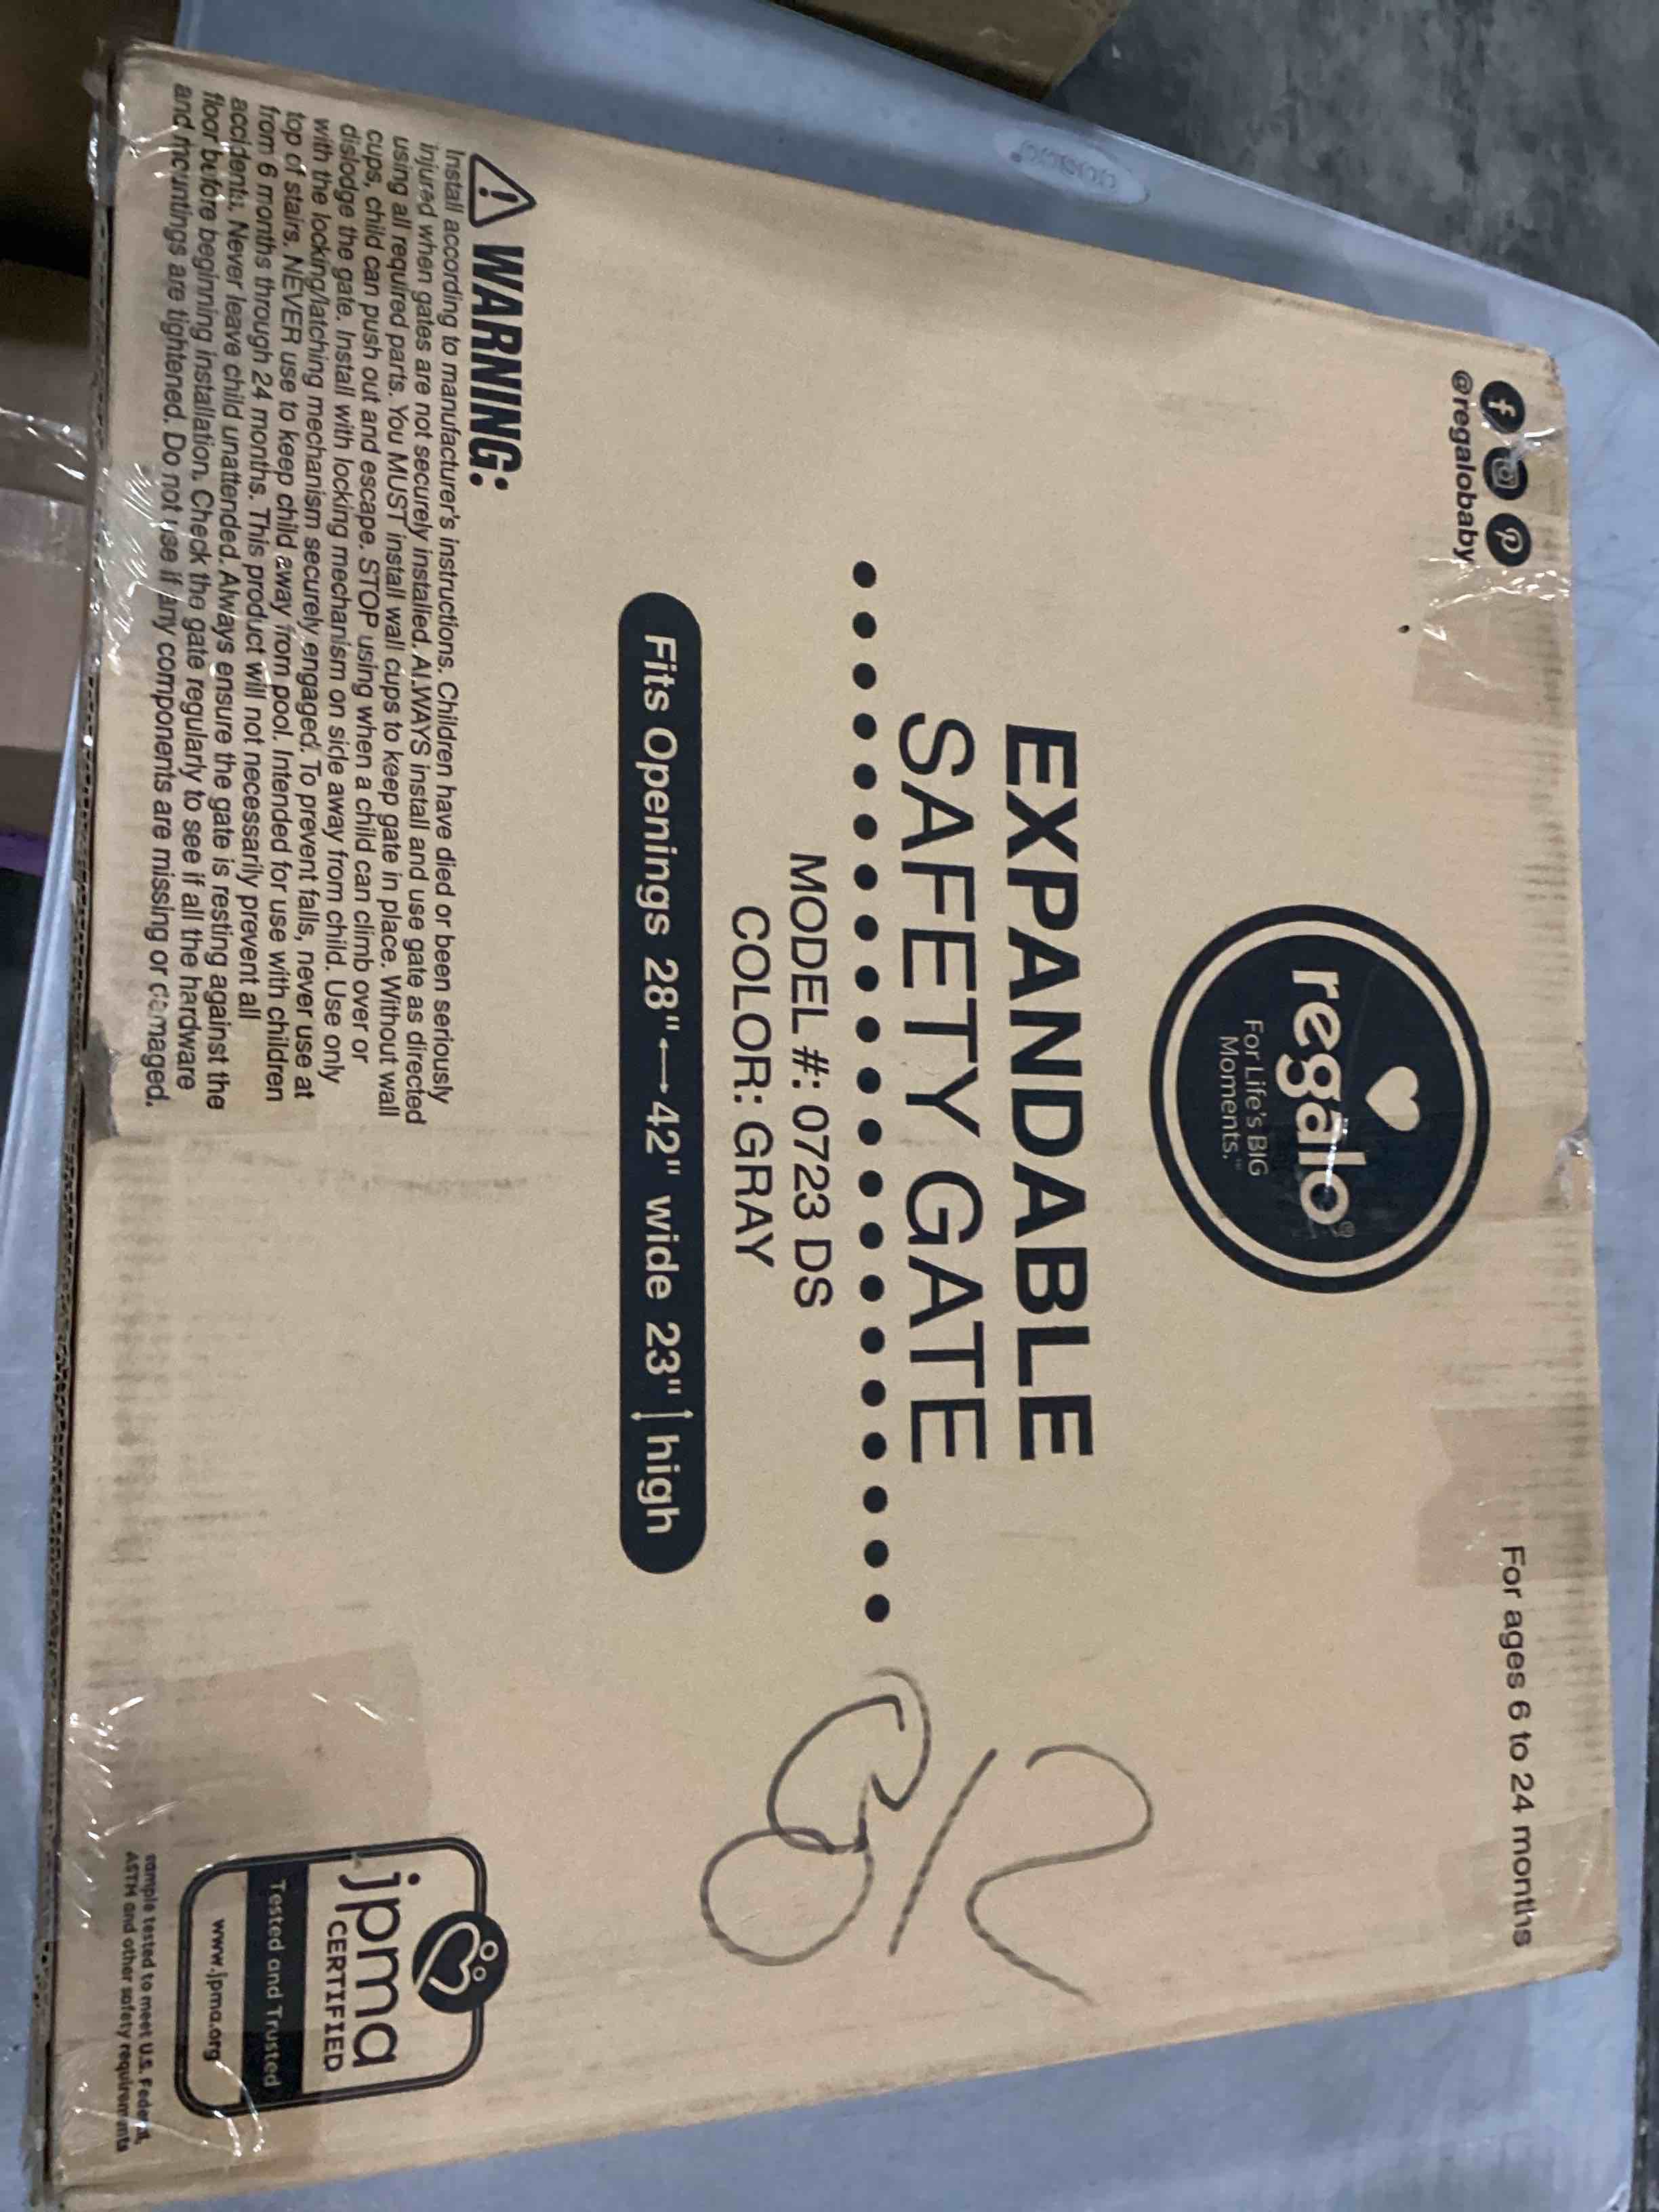 @regalobaby
For ages 6 to 24 months
regalo®
For Life's BIG
Moments.™
EXPANDABLE
SAFETY GATE
MODEL #: 0723 DS
COLOR: GRAY
Fits Openings 28"↔42" wide 23"↕high
WARNING:
Install according to manufacturer's instructions. Children have died or been seriously
injured when gates are not securely installed. ALWAYS install and use gate as directed
using all required parts. You MUST install wall cups to keep gate in place. Without wall
cups, child can push out and escape. STOP using when a child can climb over or
dislodge the gate. Install with locking mechanism on side away from child. Use only
with the locking/latching mechanism securely engaged. To prevent falls, never use at
top of stairs. NEVER use to keep child away from pool. Intended for use with children
from 6 months through 24 months. This product will not necessarily prevent all
accidents. Never leave child unattended. Always ensure the gate is resting against the
floor before beginning installation. Check the gate regularly to see if all the hardware
and mountings are tightened. Do not use if any components are missing or damaged.
jpma
CERTIFIED
Tested and Trusted
www.jpma.org
sample tested to meet U.S. Federal,
ASTM and other safety requirements